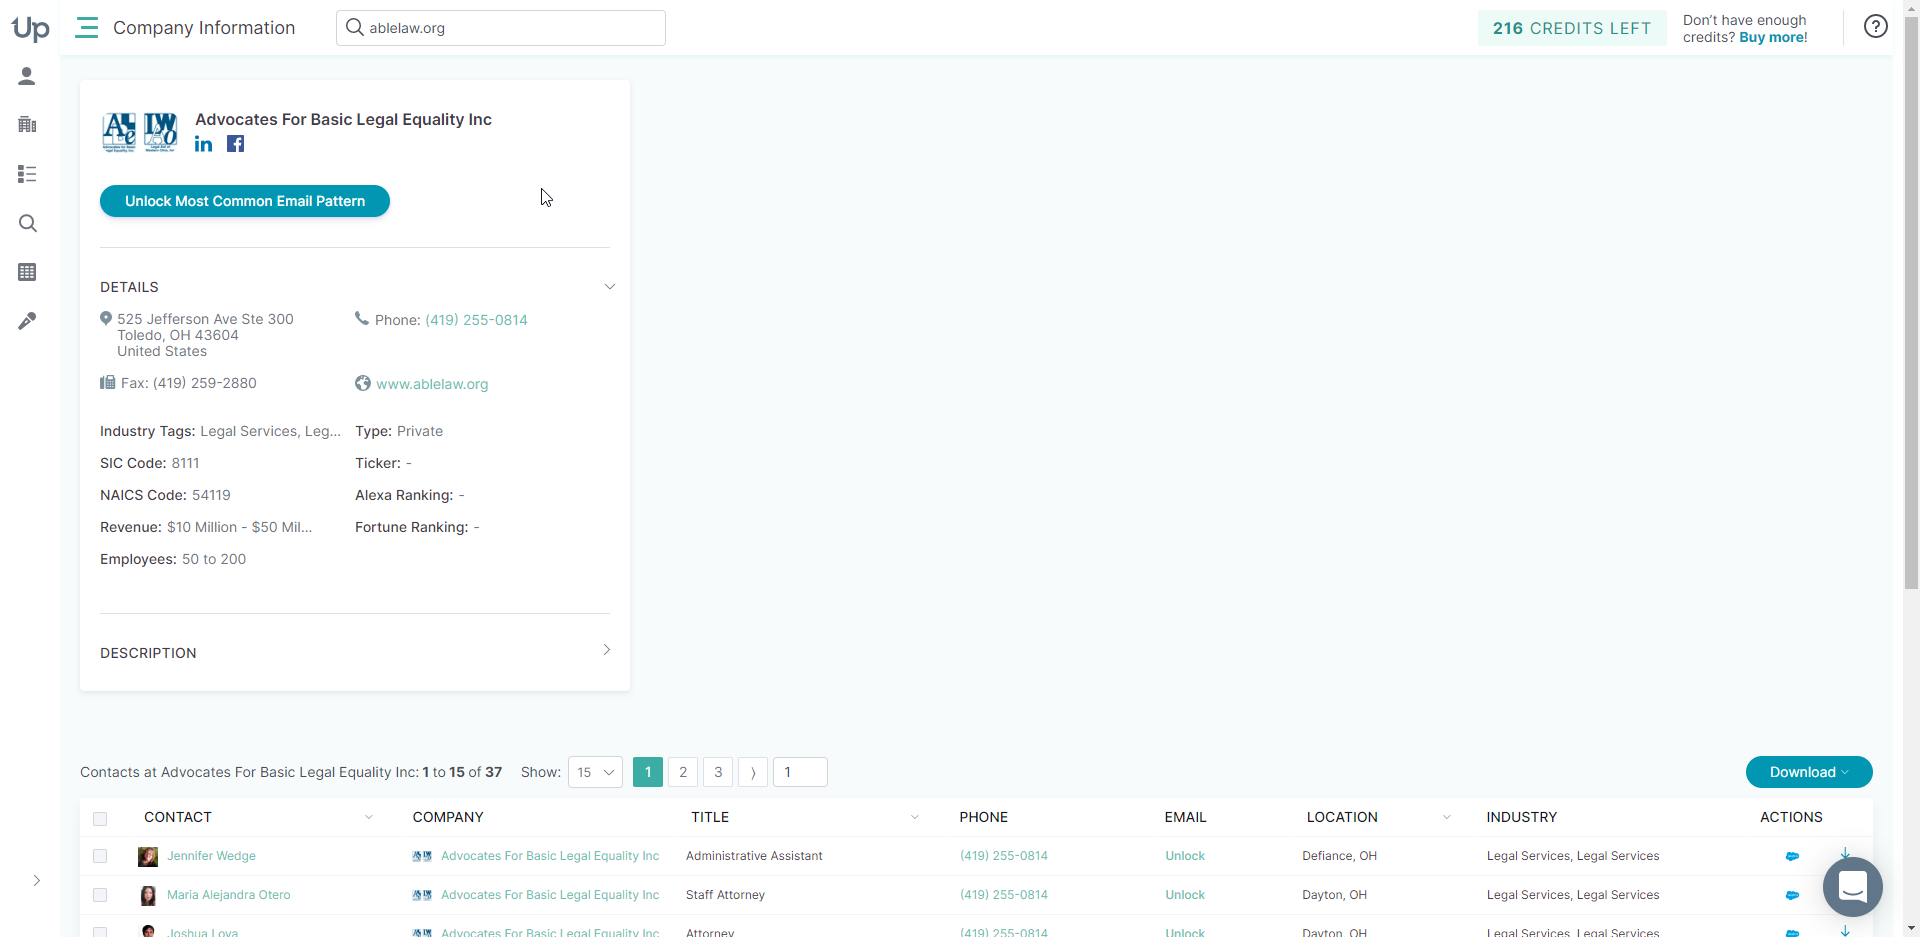 Up
Company Information
ablelaw.org
216 CREDITS LEFT
Don't have enough
credits? Buy more!
Advocates For Basic Legal Equality Inc
Unlock Most Common Email Pattern
DETAILS
525 Jefferson Ave Ste 300
Toledo, OH 43604
United States
Phone: (419) 255-0814
Fax: (419) 259-2880
www.ablelaw.org
Industry Tags: Legal Services, Leg...
Type: Private
SIC Code: 8111
Ticker: -
NAICS Code: 54119
Alexa Ranking: -
Revenue: $10 Million - $50 Mil...
Fortune Ranking: -
Employees: 50 to 200
DESCRIPTION
Contacts at Advocates For Basic Legal Equality Inc: 1 to 15 of 37 Show: 15 1 2 3 ⟩ 1
Download
CONTACT COMPANY TITLE PHONE EMAIL LOCATION INDUSTRY ACTIONS
Jennifer Wedge Advocates For Basic Legal Equality Inc Administrative Assistant (419) 255-0814 Unlock Defiance, OH Legal Services, Legal Services
Maria Alejandra Otero Advocates For Basic Legal Equality Inc Staff Attorney (419) 255-0814 Unlock Dayton, OH Legal Services, Legal Services
Joshua Lova Advocates For Basic Legal Equality Inc Attorney (419) 255-0814 Unlock Dayton, OH Legal Services, Legal Services